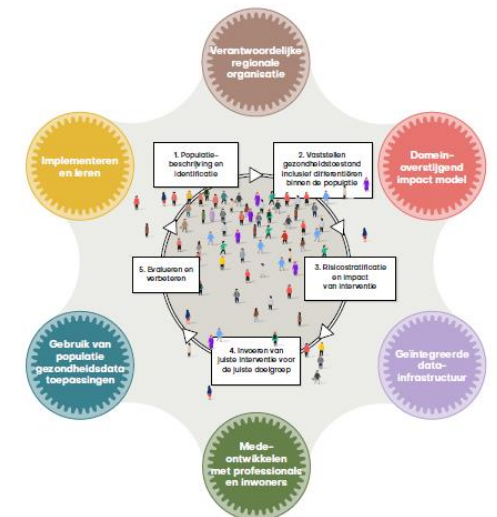 Verantwoordelijke
regionale
organisatie
Implementeren
en leren
Domein-
overstijgend
impact model
1. Populatie-
beschrijving en
identificatie
2. Vaststellen
gezondheidstoestand
inclusief differentiëren
binnen de populatie
5. Evalueren en
verbeteren
3. Risicostratificatie
en impact
van interventie
4. Invoeren van
juiste interventie voor
de juiste doelgroep
Gebruik van
populatie
gezondheidsdata-
toepassingen
Geïntegreerde
data-
infrastructuur
Mede-
ontwikkelen
met professionals
en inwoners